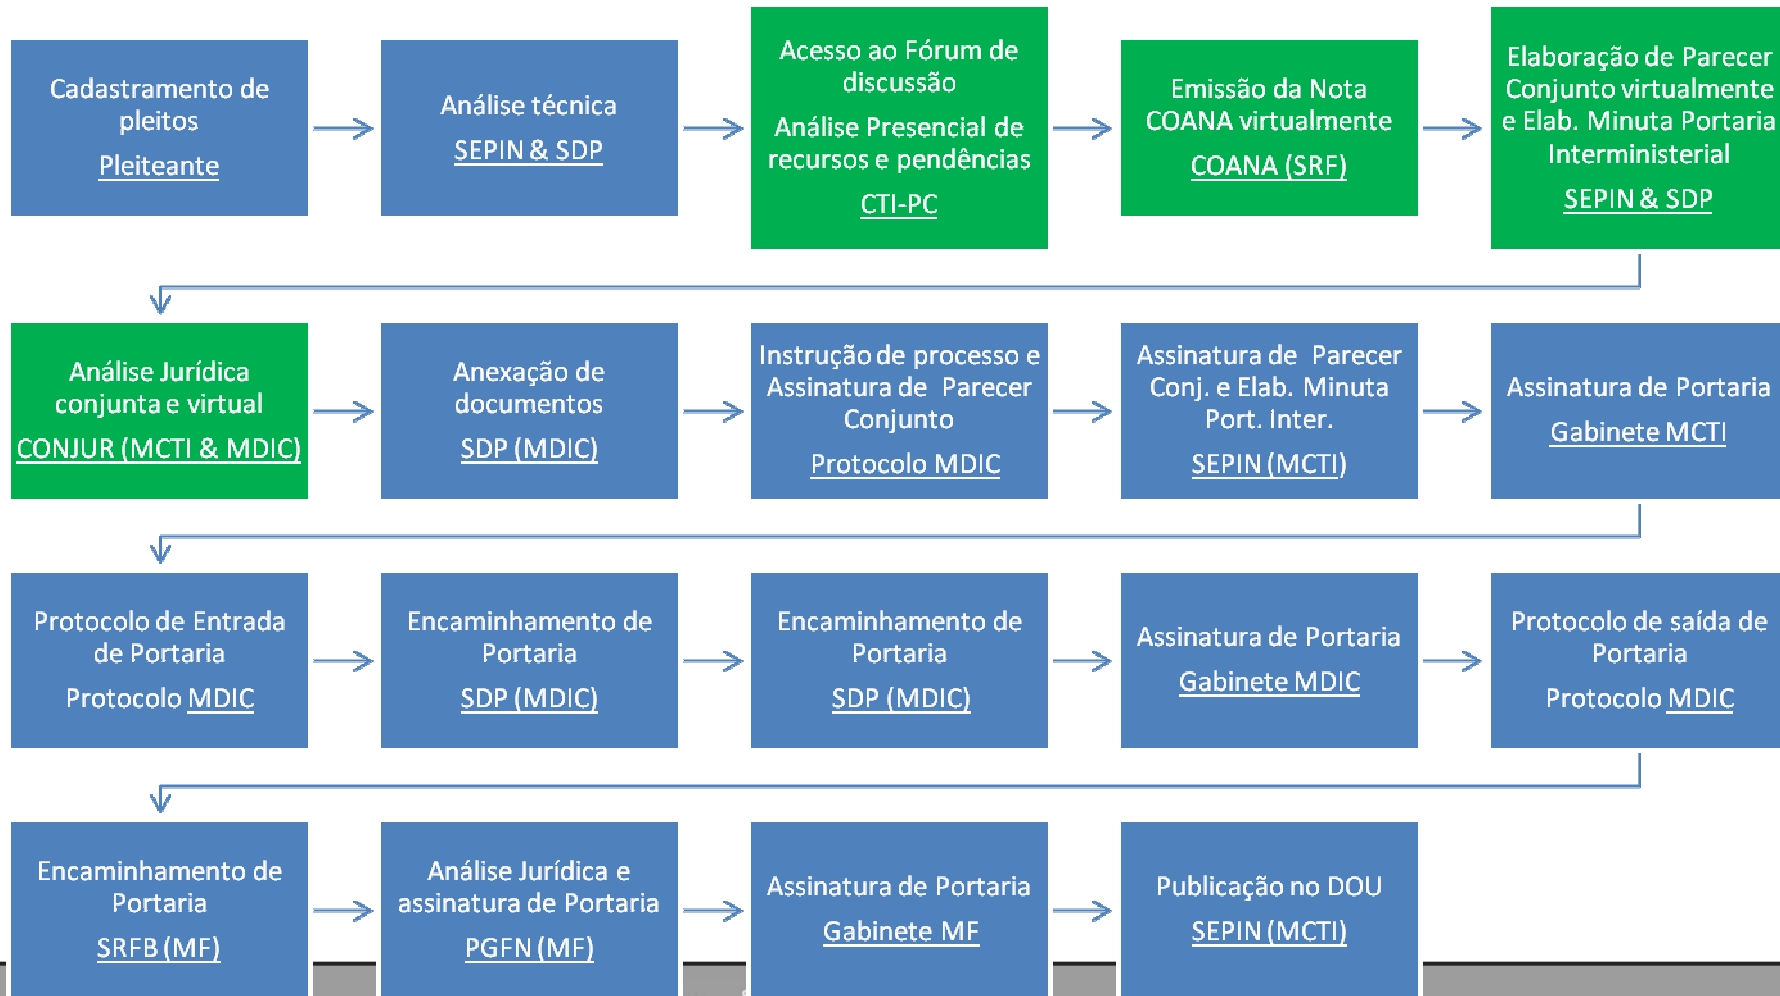 Cadastramento de
pleitos
Pleiteante
Análise técnica
SEPIN & SDP
Acesso ao Fórum de
discussão
Análise Presencial de
recursos e pendências
CTI-PC
Emissão da Nota
COANA virtualmente
COANA (SRF)
Elaboração de Parecer
Conjunto virtualmente
e Elab. Minuta Portaria
Interministerial
SEPIN & SDP
Análise Jurídica
conjunta e virtual
CONJUR (MCTI & MDIC)
Anexação de
documentos
SDP (MDIC)
Instrução de processo e
Assinatura de Parecer
Conjunto
Protocolo MDIC
Assinatura de Parecer
Conj. e Elab. Minuta
Port. Inter.
SEPIN (MCTI)
Assinatura de Portaria
Gabinete MCTI
Protocolo de Entrada
de Portaria
Protocolo MDIC
Encaminhamento de
Portaria
SDP (MDIC)
Encaminhamento de
Portaria
SDP (MDIC)
Assinatura de Portaria
Gabinete MDIC
Protocolo de saída de
Portaria
Protocolo MDIC
Encaminhamento de
Portaria
SRFB (MF)
Análise Jurídica e
assinatura de Portaria
PGFN (MF)
Assinatura de Portaria
Gabinete MF
Publicação no DOU
SEPIN (MCTI)